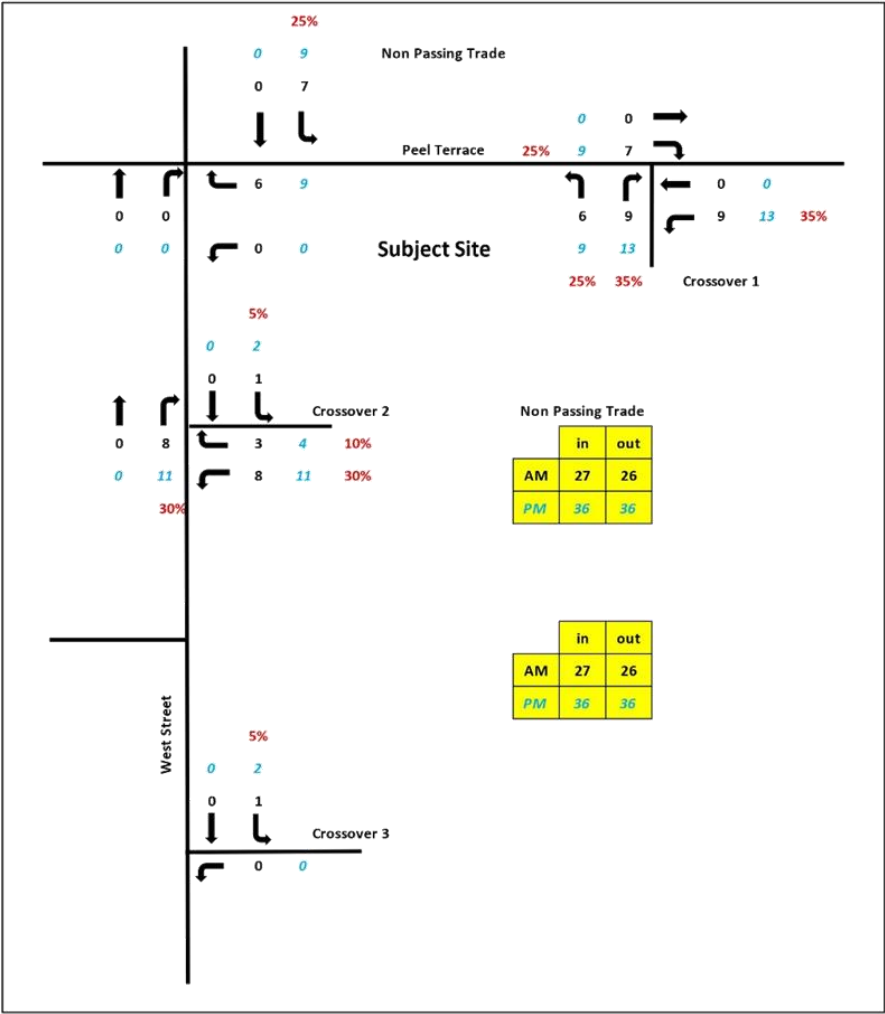 25%
0 9 Non Passing Trade
0 7
0 0
Peel Terrace 25% 9 7
6 9 0 0
0 0 6 9 9 13 35%
0 0 0 0 Subject Site 9 13
25% 35% Crossover 1
5%
0 2
0 1
Crossover 2 Non Passing Trade
0 8 3 4 10% in out
0 11 8 11 30% AM 27 26
30% PM 36 36
in out
AM 27 26
PM 36 36
West Street
5%
0 2
0 1
Crossover 3
0 0